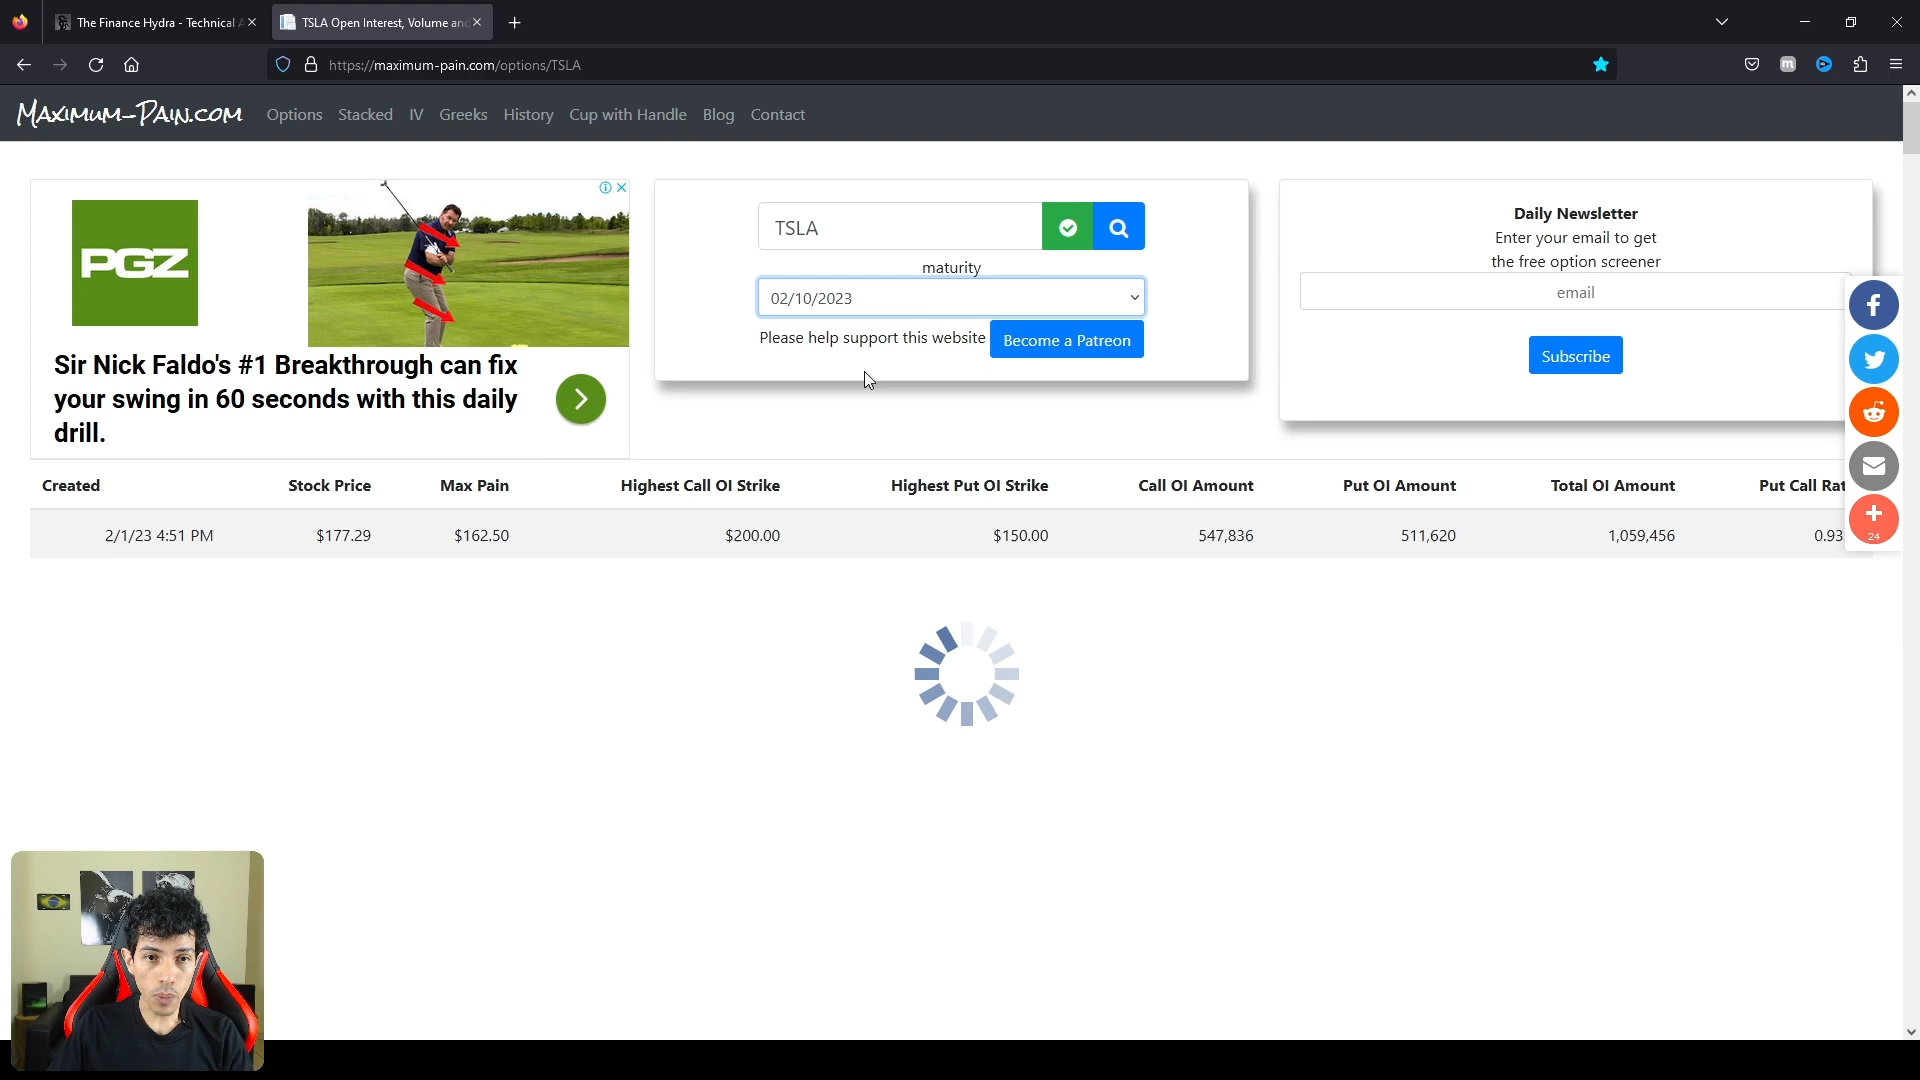 The Finance Hydra - Technical A
TSLA Open Interest, Volume and
https://maximum-pain.com/options/TSLA
Maximum-Pain.com
Options
Stacked
IV
Greeks
History
Cup with Handle
Blog
Contact
PGZ
Sir Nick Faldo's #1 Breakthrough can fix
your swing in 60 seconds with this daily
drill.
TSLA
maturity
02/10/2023
Please help support this website
Become a Patreon
Daily Newsletter
Enter your email to get
the free option screener
email
Subscribe
24
Created Stock Price Max Pain Highest Call OI Strike Highest Put OI Strike Call OI Amount Put OI Amount Total OI Amount Put Call Rat
2/1/23 4:51 PM $177.29 $162.50 $200.00 $150.00 547,836 511,620 1,059,456 0.93